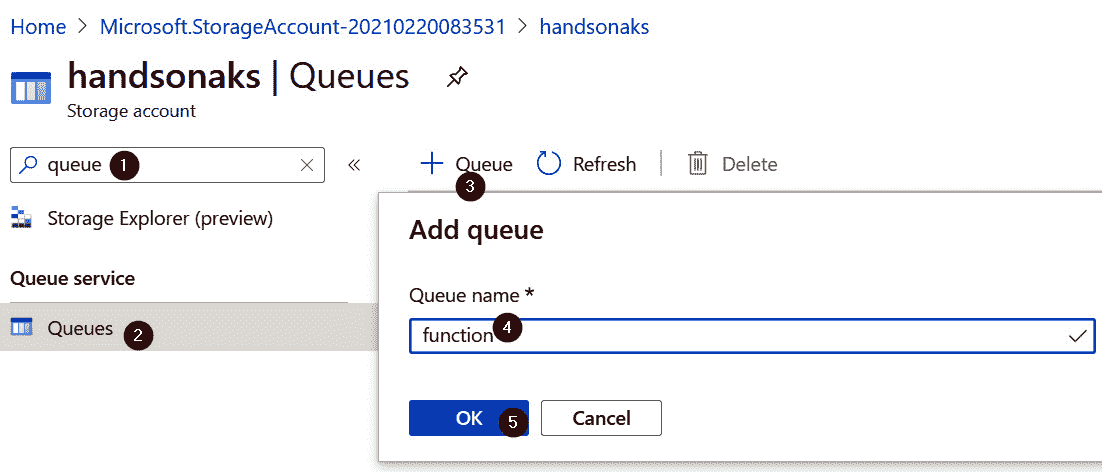 Home > Microsoft.StorageAccount-20210220083531 > handsonaks
handsonaks | Queues
Storage account
queue 1
« + Queue Refresh | Delete
3
Storage Explorer (preview)
Add queue
Queue service
Queue name *
Queues 2
function 4
OK 5 Cancel